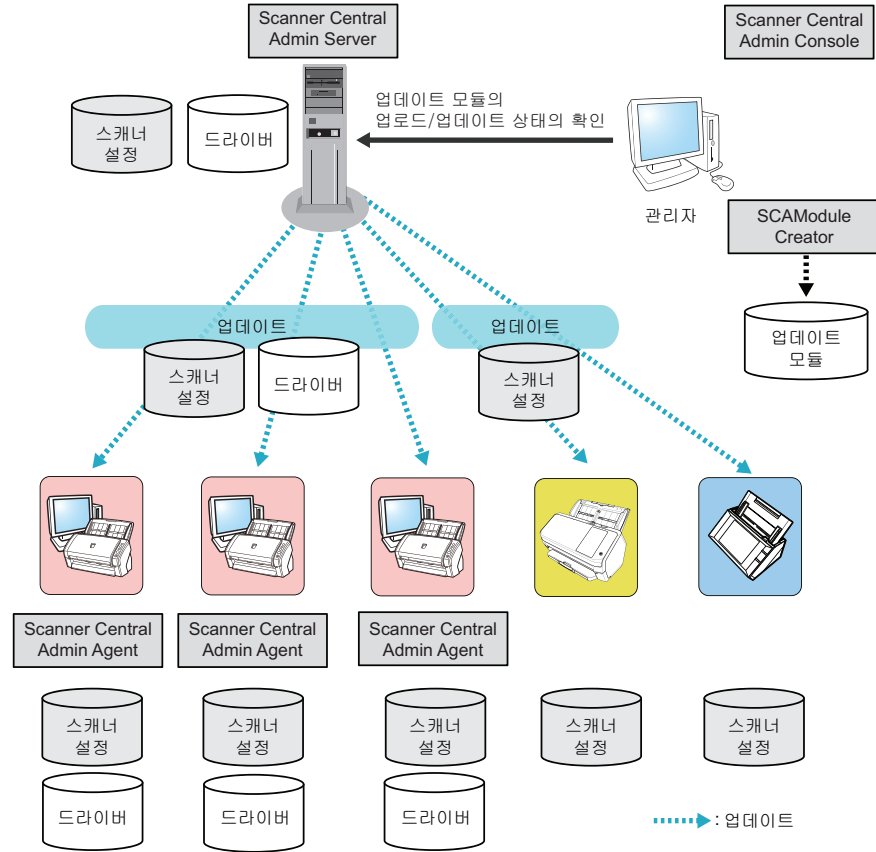 Scanner Central
Admin Server
Scanner Central
Admin Console
스캐너
설정
드라이버
업데이트 모듈의
업로드/업데이트 상태의 확인
관리자
SCAModule
Creator
업데이트
모듈
업데이트
업데이트
스캐너
설정
드라이버
스캐너
설정
Scanner Central
Admin Agent
Scanner Central
Admin Agent
Scanner Central
Admin Agent
스캐너
설정
스캐너
설정
스캐너
설정
스캐너
설정
스캐너
설정
드라이버
드라이버
드라이버
: 업데이트